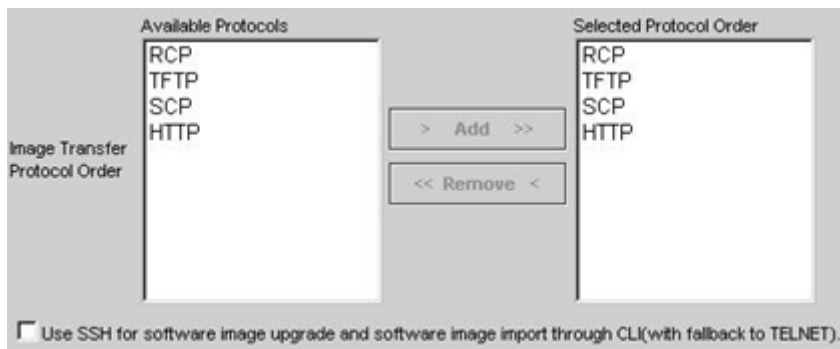 Available Protocols
Selected Protocol Order
RCP
TFTP
SCP
HTTP
Image Transfer
Protocol Order
> Add >>
<< Remove <
RCP
TFTP
SCP
HTTP
Use SSH for software image upgrade and software image import through CLI(with fallback to TELNET).